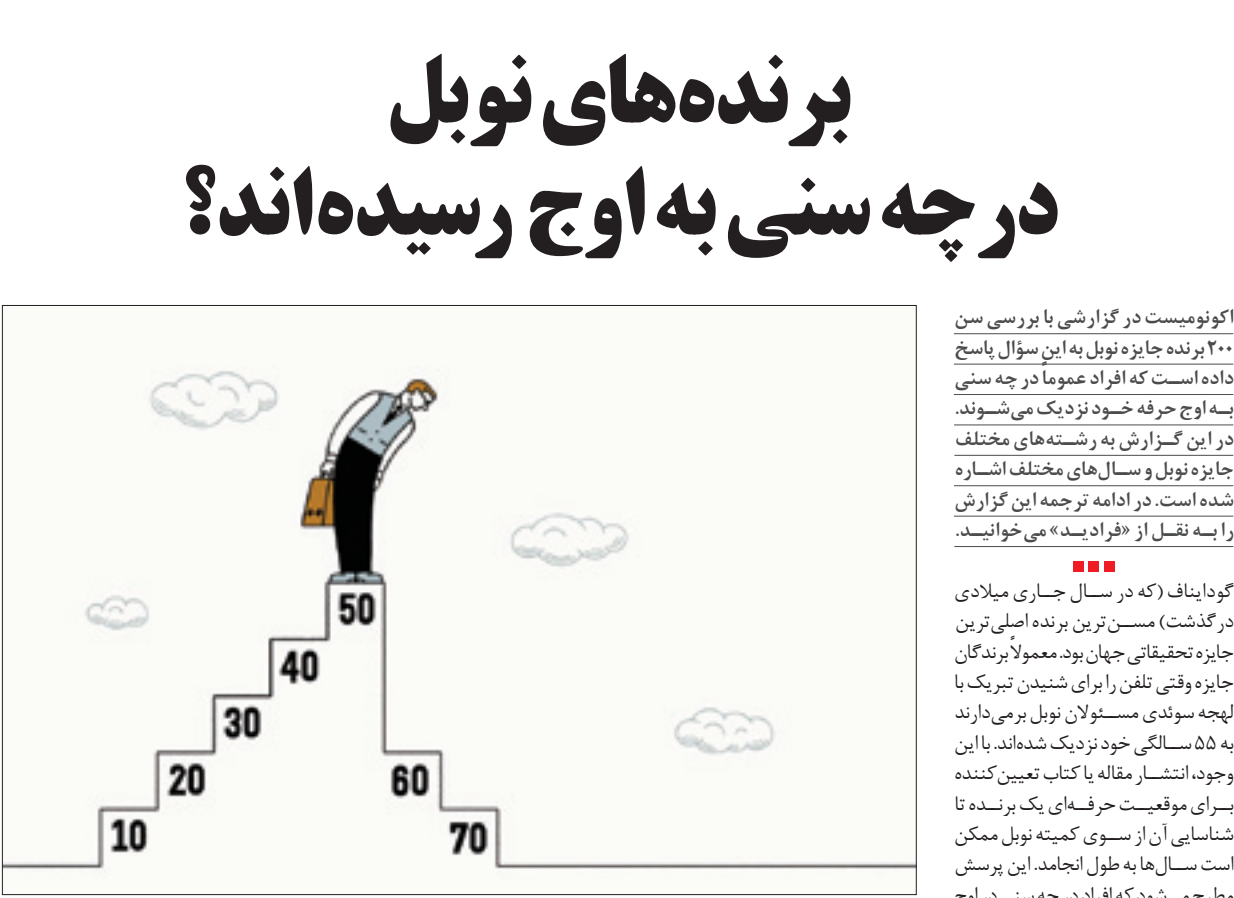 برنده‌های نوبل
در چه سنی به اوج رسیده‌اند؟
اکونومیست در گزارشی با بررسی سن
۲۰۰ برنده جایزه نوبل به این سؤال پاسخ
داده است که افراد عموماً در چه سنی
به اوج حرفه خود نزدیک می‌شوند.
در این گزارش به رشته‌های مختلف
جایزه نوبل و سال‌های مختلف اشاره
شده است. در ادامه ترجمه این گزارش
را به نقل از «فرادید» می‌خوانید.
گودایناف (که در سال جاری میلادی
درگذشت) مسن‌ترین برنده اصلی‌ترین
جایزه تحقیقاتی جهان بود. معمولاً برندگان
جایزه وقتی تلفن را برای شنیدن تبریک با
لهجه سوئدی مسئولان نوبل برمی‌دارند
به ۵۵ سالگی خود نزدیک شده‌اند. با این
وجود، انتشار مقاله یا کتاب تعیین‌کننده
برای موقعیت حرفه‌ای یک برنده تا
شناسایی آن از سوی کمیته نوبل ممکن
است سال‌ها به طول انجامد. این پرسش
10
20
30
40
50
60
70